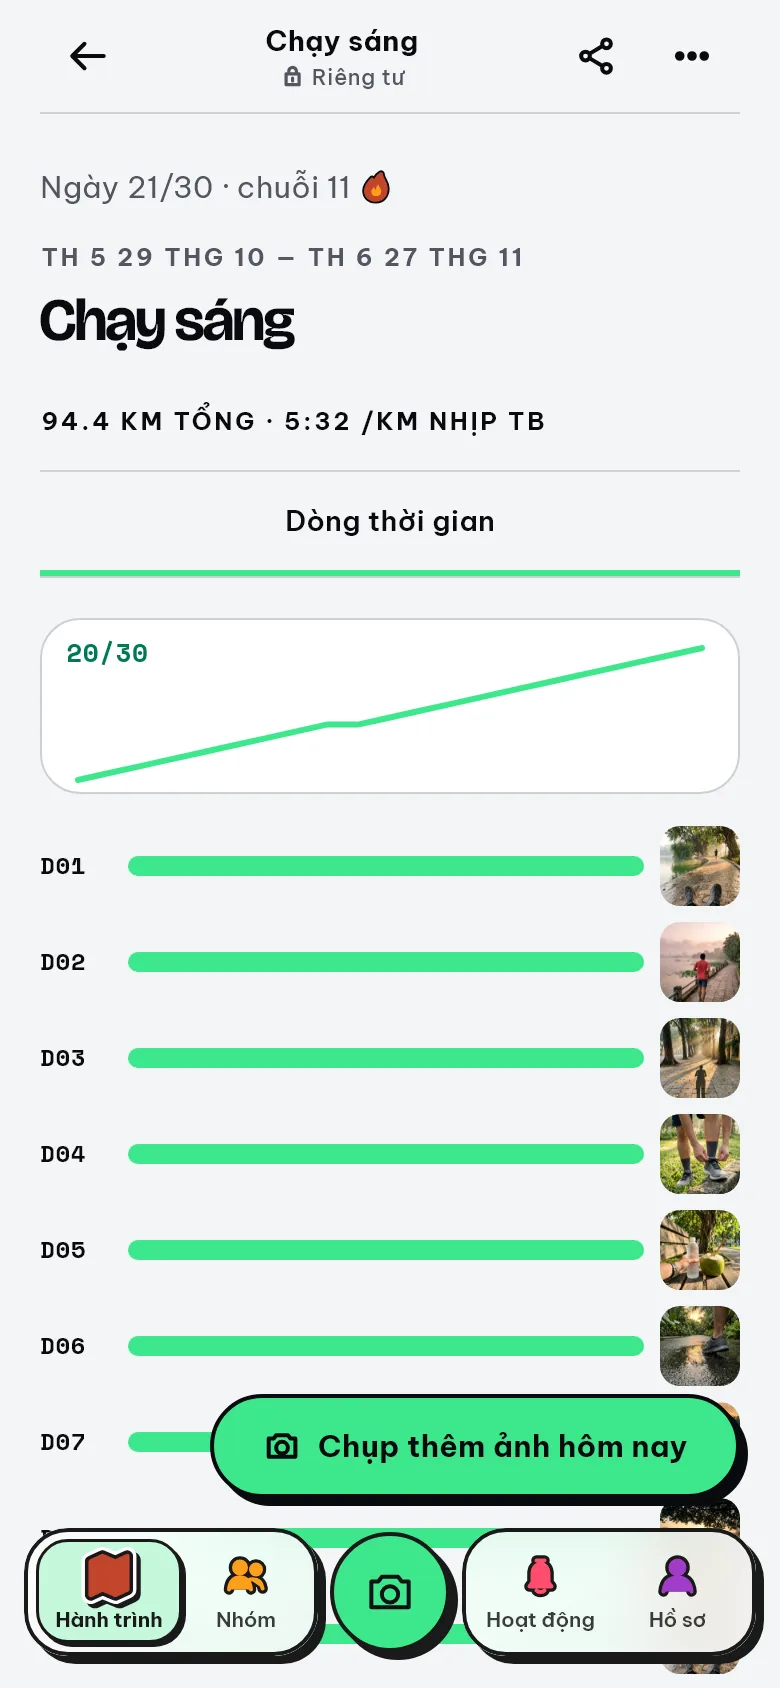 Chạy sáng
Riêng tư
Ngày 21/30 · chuỗi 11
TH 5 29 THG 10 – TH 6 27 THG 11
Chạy sáng
94.4 KM TỔNG · 5:32 /KM NHỊP TB
Dòng thời gian
20/30
D01
D02
D03
D04
D05
D06
D07
Chụp thêm ảnh hôm nay
Hành trình
Nhóm
Hoạt động
Hồ sơ